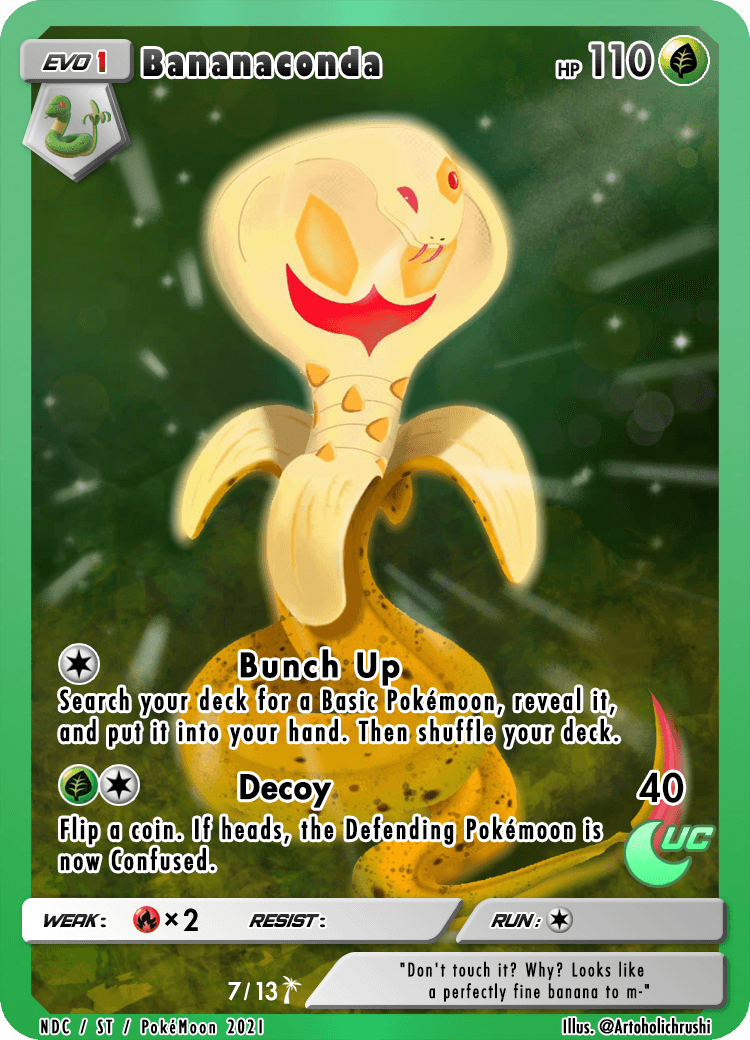 EVO 1 Bananaconda HP 110
Bunch Up
Search your deck for a Basic Pokémoon, reveal it,
and put it into your hand. Then shuffle your deck.
Decoy 40
Flip a coin. If heads, the Defending Pokémoon is
now Confused.
UC
WEAK: ×2 RESIST: RUN:
"Don't touch it? Why? Looks like
a perfectly fine banana to m-"
7/13
NDC / ST / PokéMoon 2021 Illus. @Artoholichrushi